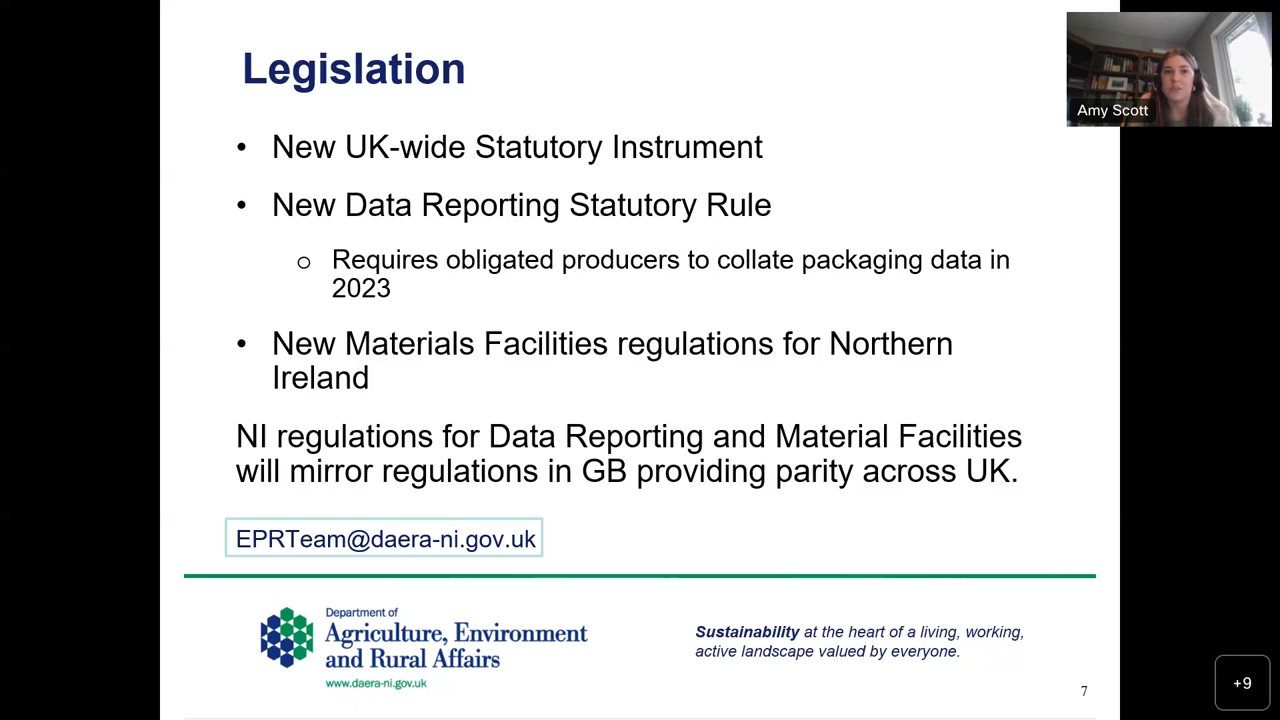 Legislation
• New UK-wide Statutory Instrument
• New Data Reporting Statutory Rule
o Requires obligated producers to collate packaging data in
2023
• New Materials Facilities regulations for Northern
Ireland
NI regulations for Data Reporting and Material Facilities
will mirror regulations in GB providing parity across UK.
EPRTeam@daera-ni.gov.uk
Department of
Agriculture, Environment
and Rural Affairs
www.daera-ni.gov.uk
Sustainability at the heart of a living, working,
active landscape valued by everyone.
7
Amy Scott
+9